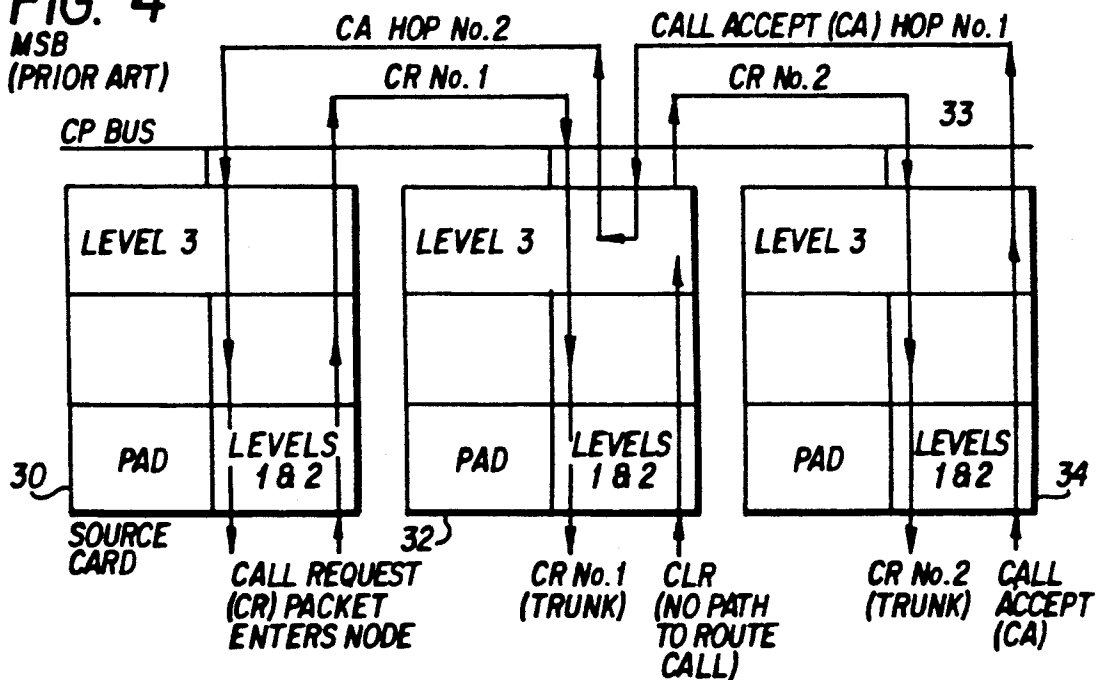 FIG. 4
MSB
(PRIOR ART)
CA HOP No.2
CALL ACCEPT (CA) HOP No.1
CR No.1
CR No.2
33
CP BUS
LEVEL 3
LEVEL 3
LEVEL 3
PAD
LEVELS
1 & 2
PAD
LEVELS
1 & 2
PAD
LEVELS
1 & 2
30
32
34
SOURCE
CARD
CALL REQUEST
(CR) PACKET
ENTERS NODE
CR No.1
(TRUNK)
CLR
(NO PATH
TO ROUTE
CALL)
CR No.2
(TRUNK)
CALL
ACCEPT
(CA)